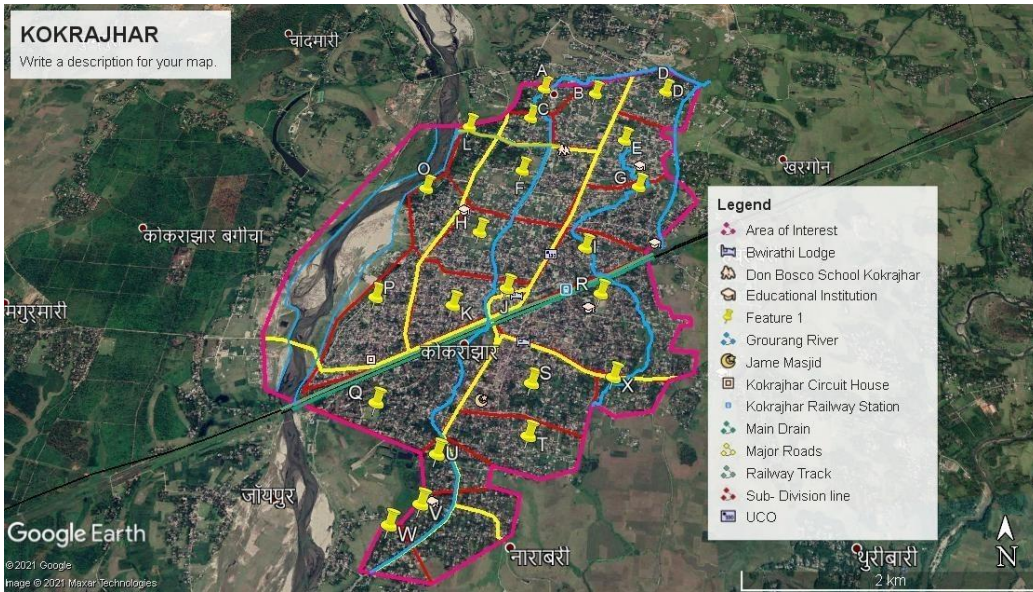 KOKRAJHAR
Write a description for your map.
चांदमारी
A
B
D
D
C
L
E
खरगोन
O
F
G
H
कोकराझार बगीचा
I
P
R
K
J
मगुरमारी
कोकराझार
S
X
Q
T
U
जॉयपुर
V
W
नाराबरी
थुरीबारी
Legend
Area of Interest
Bwirathi Lodge
Don Bosco School Kokrajhar
Educational Institution
Feature 1
Grourang River
Jame Masjid
Kokrajhar Circuit House
Kokrajhar Railway Station
Main Drain
Major Roads
Railway Track
Sub- Division line
UCO
Google Earth
©2021 Google
Image © 2021 Maxar Technologies
N
2 km